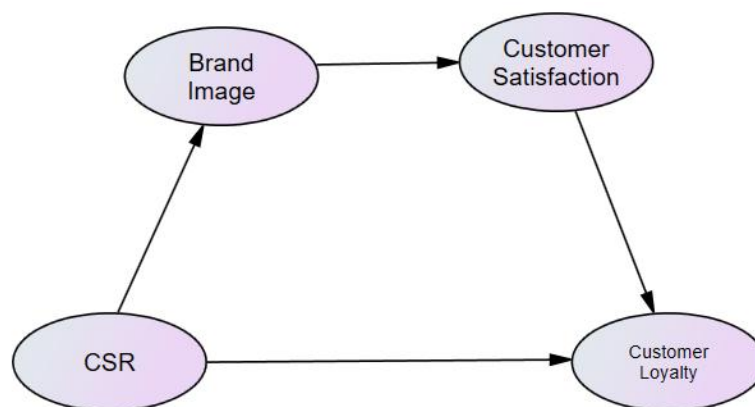 Brand
Image
Customer
Satisfaction
CSR
Customer
Loyalty